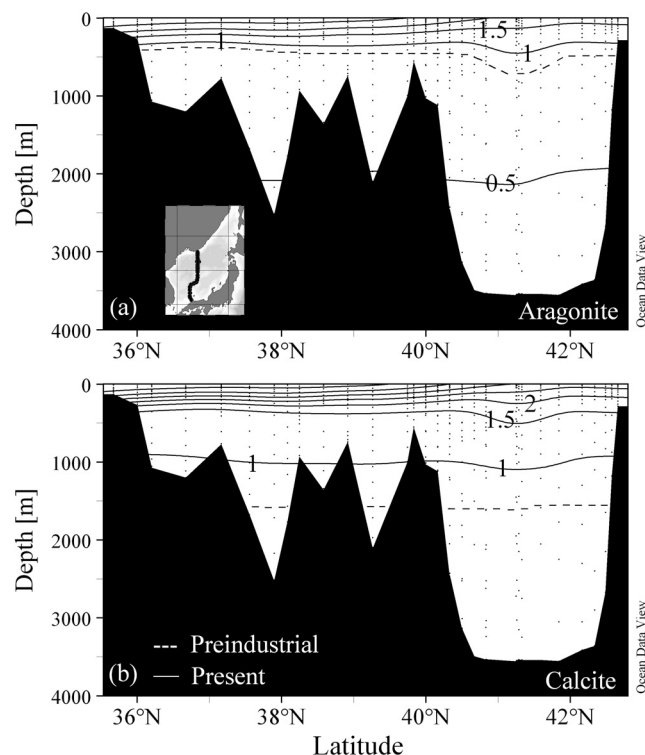 0
1000
2000
3000
4000
Depth [m]
1
1.5
1
0.5
(a)
Aragonite
Ocean Data View
36°N
38°N
40°N
42°N
0
1000
2000
3000
4000
Depth [m]
2
1.5
1
1
--- Preindustrial
— Present
(b)
Calcite
Ocean Data View
36°N
38°N
40°N
42°N
Latitude